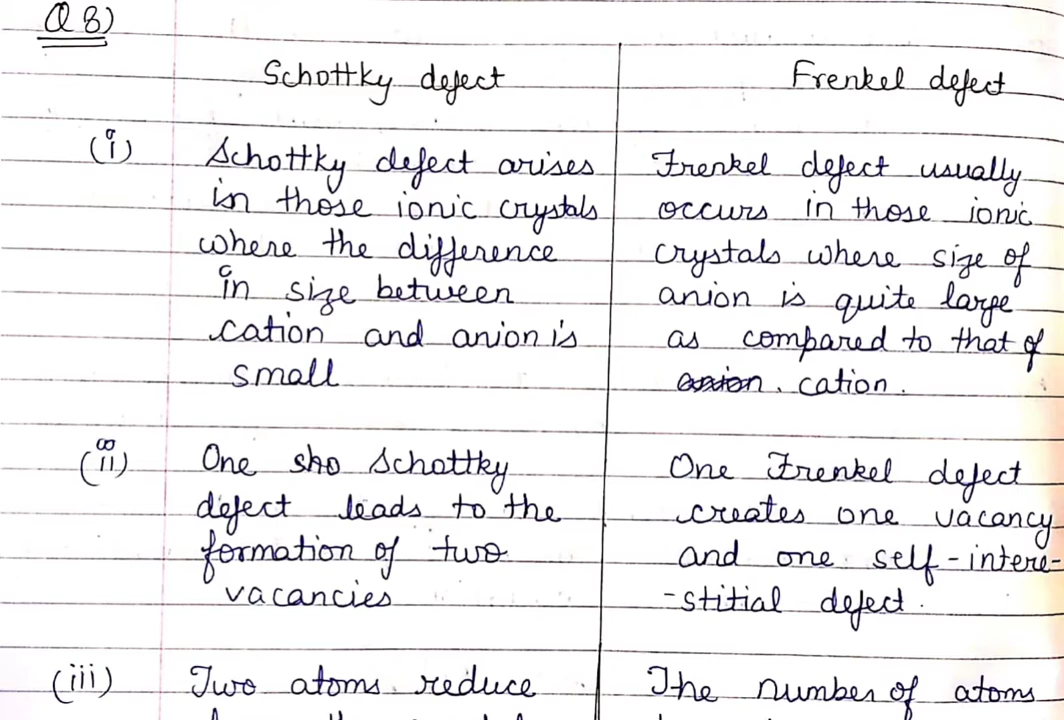 Q 8)
Schottky defect
Frenkel defect
(i) Schottky defect arises
in those ionic crystals
where the difference
in size between
cation and anion is
small
Frenkel defect usually
occurs in those ionic
crystals where size of
anion is quite large
as compared to that of
anion. cation.
(ii) One sho Schottky
defect leads to the
formation of two
vacancies
One Frenkel defect
creates one vacancy
and one self-intere-
-stitial defect.
(iii) Two atoms reduce
The number of atoms